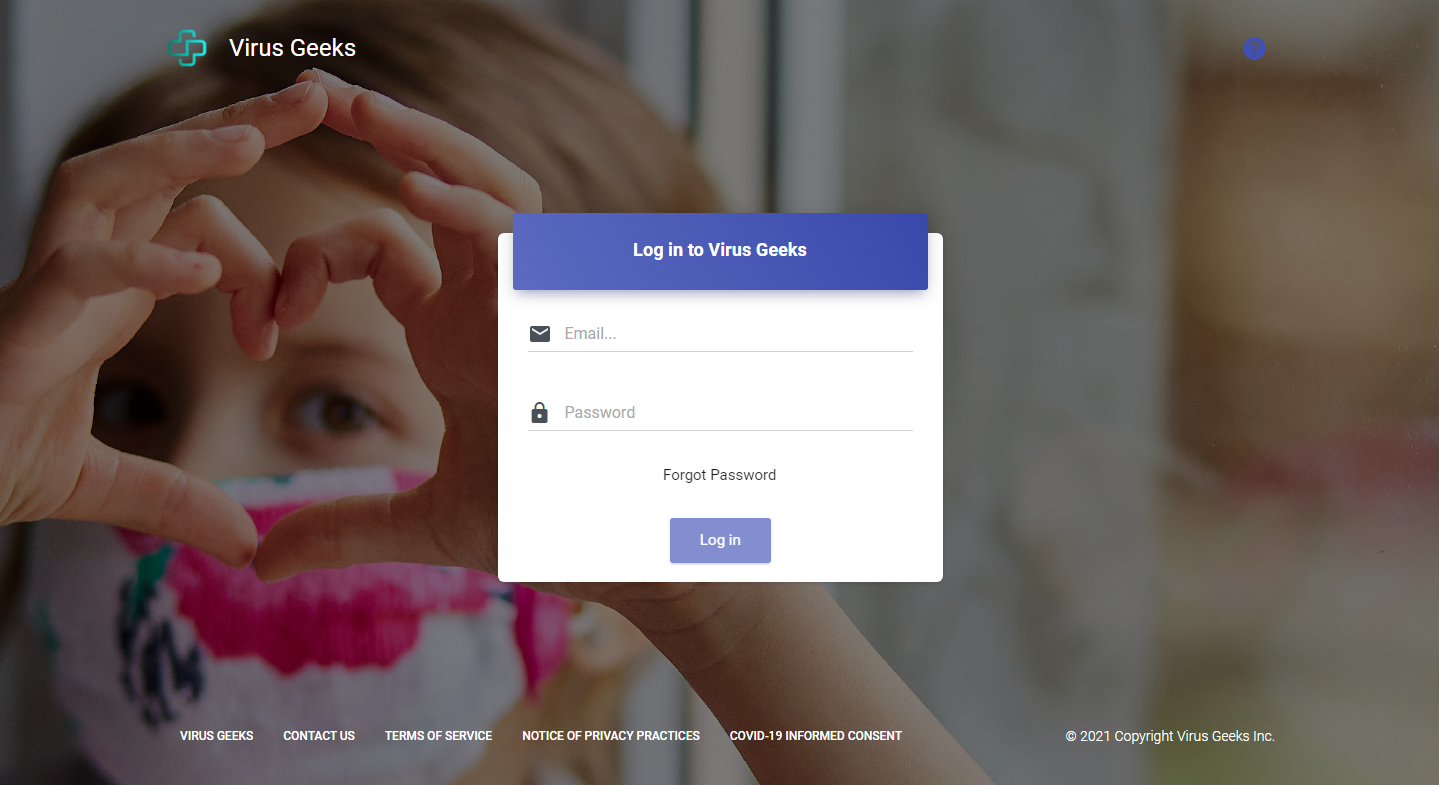 Virus Geeks
Log in to Virus Geeks
Email...
Password
Forgot Password
Log in
VIRUS GEEKS CONTACT US TERMS OF SERVICE NOTICE OF PRIVACY PRACTICES COVID-19 INFORMED CONSENT © 2021 Copyright Virus Geeks Inc.